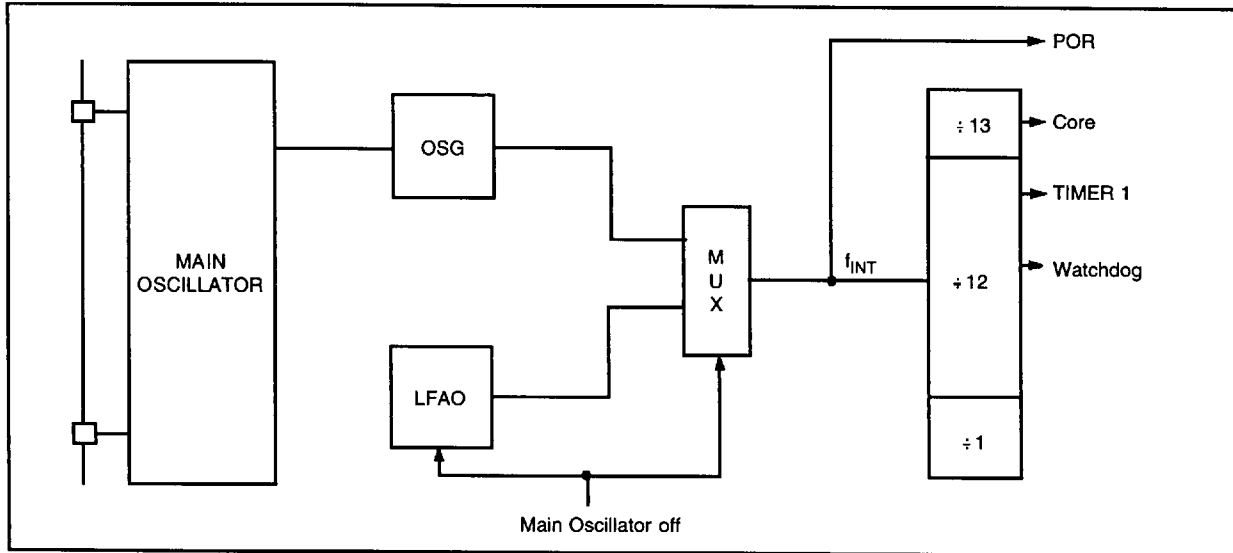 POR
÷ 13
Core
OSG
TIMER 1
MAIN
OSCILLATOR
M
U
X
f_INT
÷ 12
Watchdog
LFAO
÷ 1
Main Oscillator off